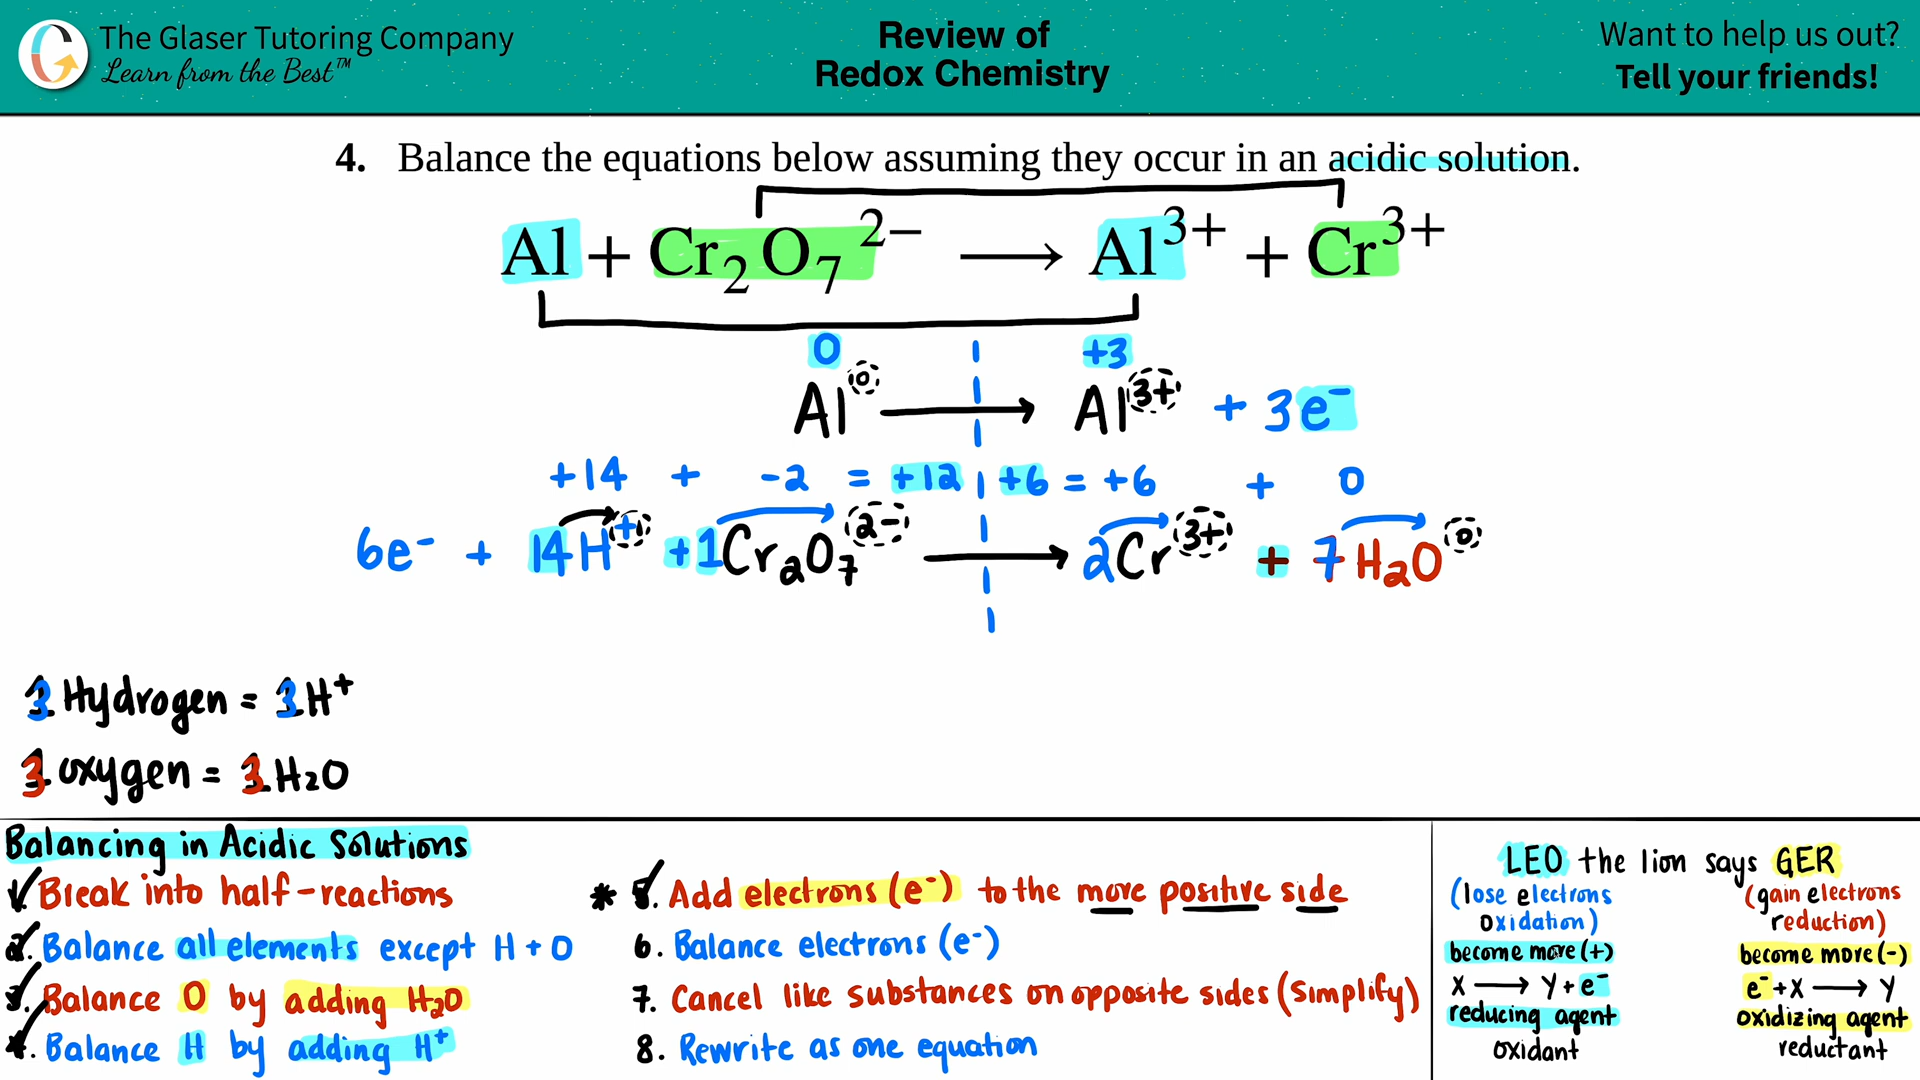 The Glaser Tutoring Company
Learn from the Best™
Review of
Redox Chemistry
Want to help us out?
Tell your friends!
4. Balance the equations below assuming they occur in an acidic solution.
Al + Cr₂O₇²⁻ ⟶ Al³⁺ + Cr³⁺
0 +3
Al⁰ ⟶ Al³⁺ + 3e⁻
+14 + -2 = +12 +6 = +6 + 0
6e⁻ + 14H⁺ + 1Cr₂O₇²⁻ ⟶ 2Cr³⁺ + 7H₂O⁰
3 Hydrogen = 3H⁺
3 oxygen = 3H₂O
Balancing in Acidic Solutions
Break into half-reactions
2. Balance all elements except H + O
3. Balance O by adding H₂O
4. Balance H by adding H⁺
* 5. Add electrons (e⁻) to the more positive side
6. Balance electrons (e⁻)
7. Cancel like substances on opposite sides (simplify)
8. Rewrite as one equation
LEO the lion says GER
(lose electrons
oxidation)
become more (+)
X ⟶ Y + e⁻
reducing agent
oxidant
(gain electrons
reduction)
become more (-)
e⁻ + X ⟶ Y
oxidizing agent
reductant